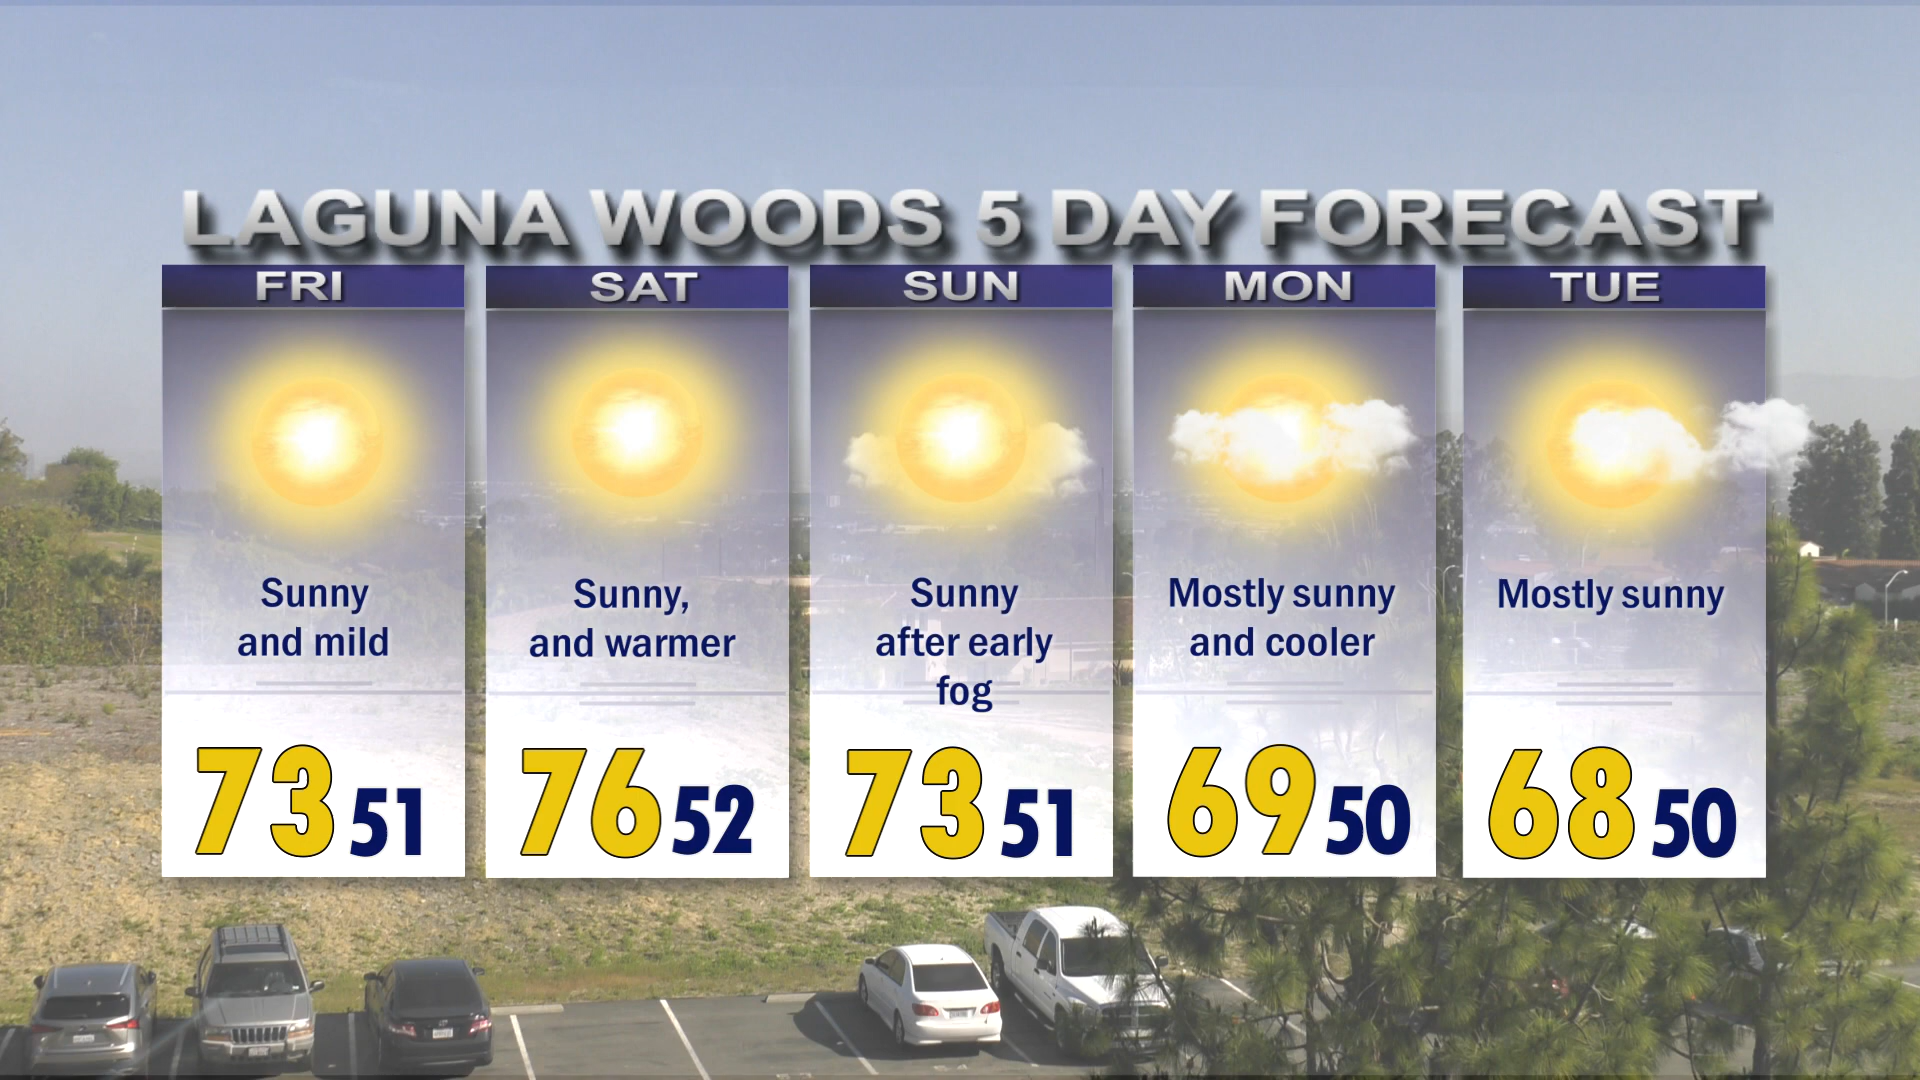 LAGUNA WOODS 5 DAY FORECAST
FRI
Sunny
and mild
73 51
SAT
Sunny,
and warmer
76 52
SUN
Sunny
after early
fog
73 51
MON
Mostly sunny
and cooler
69 50
TUE
Mostly sunny
68 50